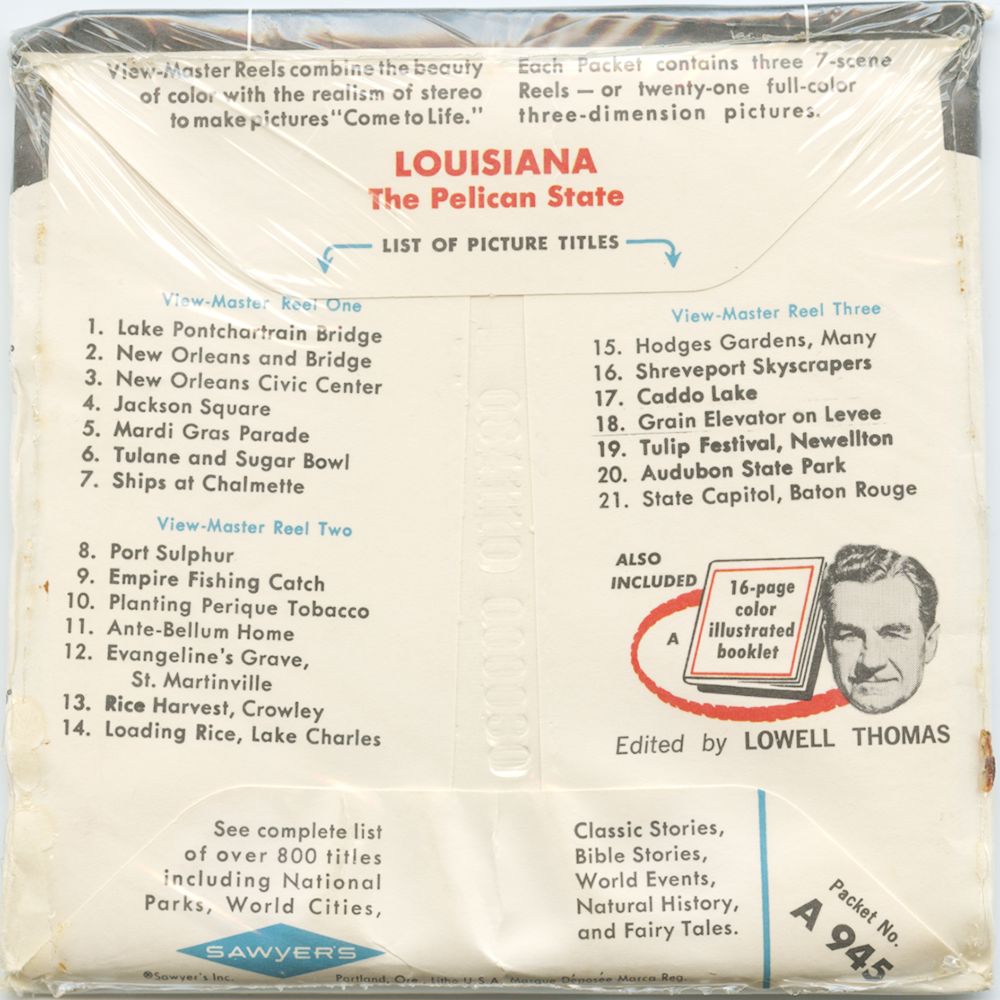 View-Master Reels combine the beauty
of color with the realism of stereo
to make pictures "Come to Life."
Each Packet contains three 7-scene
Reels — or twenty-one full-color
three-dimension pictures.
LOUISIANA
The Pelican State
LIST OF PICTURE TITLES
View-Master Reel One
1. Lake Pontchartrain Bridge
2. New Orleans and Bridge
3. New Orleans Civic Center
4. Jackson Square
5. Mardi Gras Parade
6. Tulane and Sugar Bowl
7. Ships at Chalmette
View-Master Reel Two
8. Port Sulphur
9. Empire Fishing Catch
10. Planting Perique Tobacco
11. Ante-Bellum Home
12. Evangeline's Grave,
St. Martinville
13. Rice Harvest, Crowley
14. Loading Rice, Lake Charles
View-Master Reel Three
15. Hodges Gardens, Many
16. Shreveport Skyscrapers
17. Caddo Lake
18. Grain Elevator on Levee
19. Tulip Festival, Newellton
20. Audubon State Park
21. State Capitol, Baton Rouge
ALSO
INCLUDED
A
16-page
color
illustrated
booklet
Edited by LOWELL THOMAS
See complete list
of over 800 titles
including National
Parks, World Cities,
Classic Stories,
Bible Stories,
World Events,
Natural History,
and Fairy Tales.
Packet No.
A 945
SAWYER'S
®Sawyer's Inc. Portland, Ore., Litho U.S.A. Marque Déposée Marca Reg.